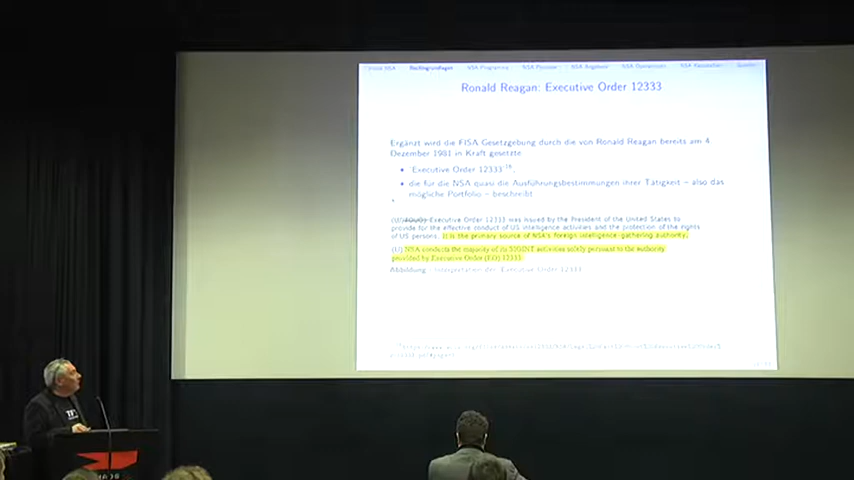 Rechtsgrundlagen
NSA Programme
Ronald Reagan: Executive Order 12333
Ergänzt wird die FISA Gesetzgebung durch die von Ronald Reagan bereits am 4.
Dezember 1981 in Kraft gesetzte
"Executive Order 12333"
die für die NSA quasi die Ausführungsbestimmungen ihrer Tätigkeit – also das
mögliche Portfolio – beschreibt
Executive Order 12333 was issued by the President of the United States to
provide for the effective conduct of US intelligence activities and the protection of the rights
of US persons. It is the primary source of NSA's foreign intelligence gathering authority.
(U) NSA conducts the majority of its SIGINT activities solely pursuant to the authority
provided by Executive Order (EO) 12333.
Abbildung: Interpretation der Executive Order 12333